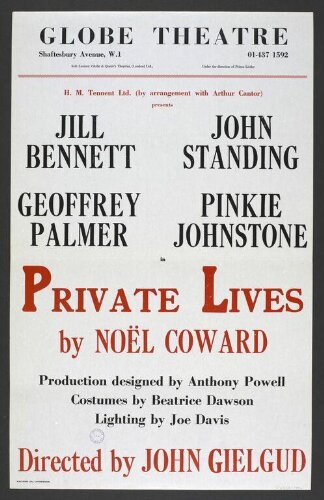 GLOBE THEATRE
Shaftesbury Avenue, W.1 01-437 1592
H. M. Tennent Ltd. (by arrangement with Arthur Cantor)
presents
JILL BENNETT
JOHN STANDING
GEOFFREY PALMER
PINKIE JOHNSTONE
in
PRIVATE LIVES
by NOËL COWARD
Production designed by Anthony Powell
Costumes by Beatrice Dawson
Lighting by Joe Davis
Directed by JOHN GIELGUD